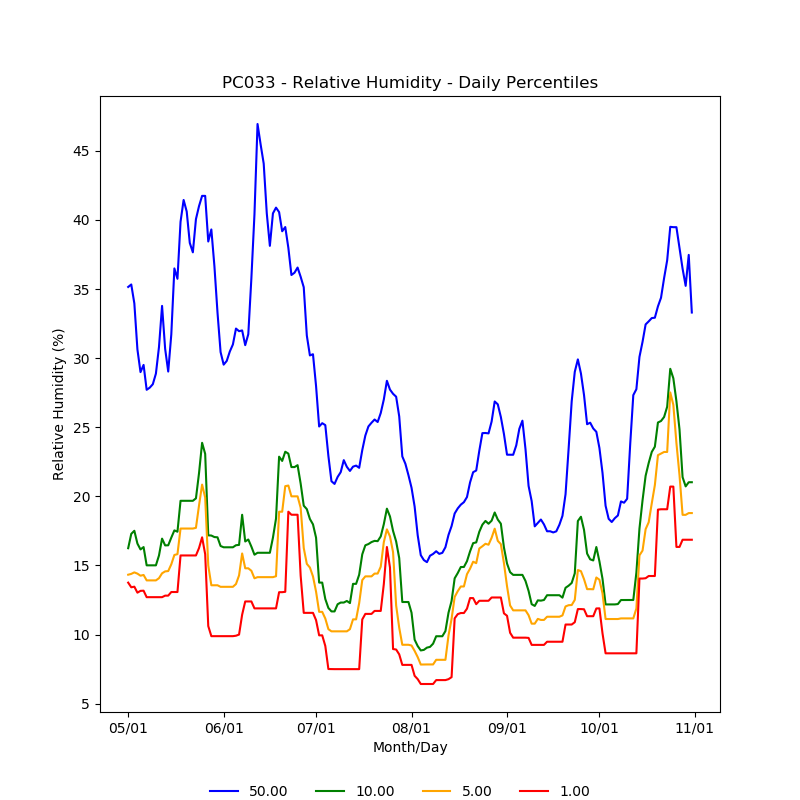 PC033 - Relative Humidity - Daily Percentiles
Relative Humidity (%)
45
40
35
30
25
20
15
10
5
05/01 06/01 07/01 08/01 09/01 10/01 11/01
Month/Day
50.00 10.00 5.00 1.00